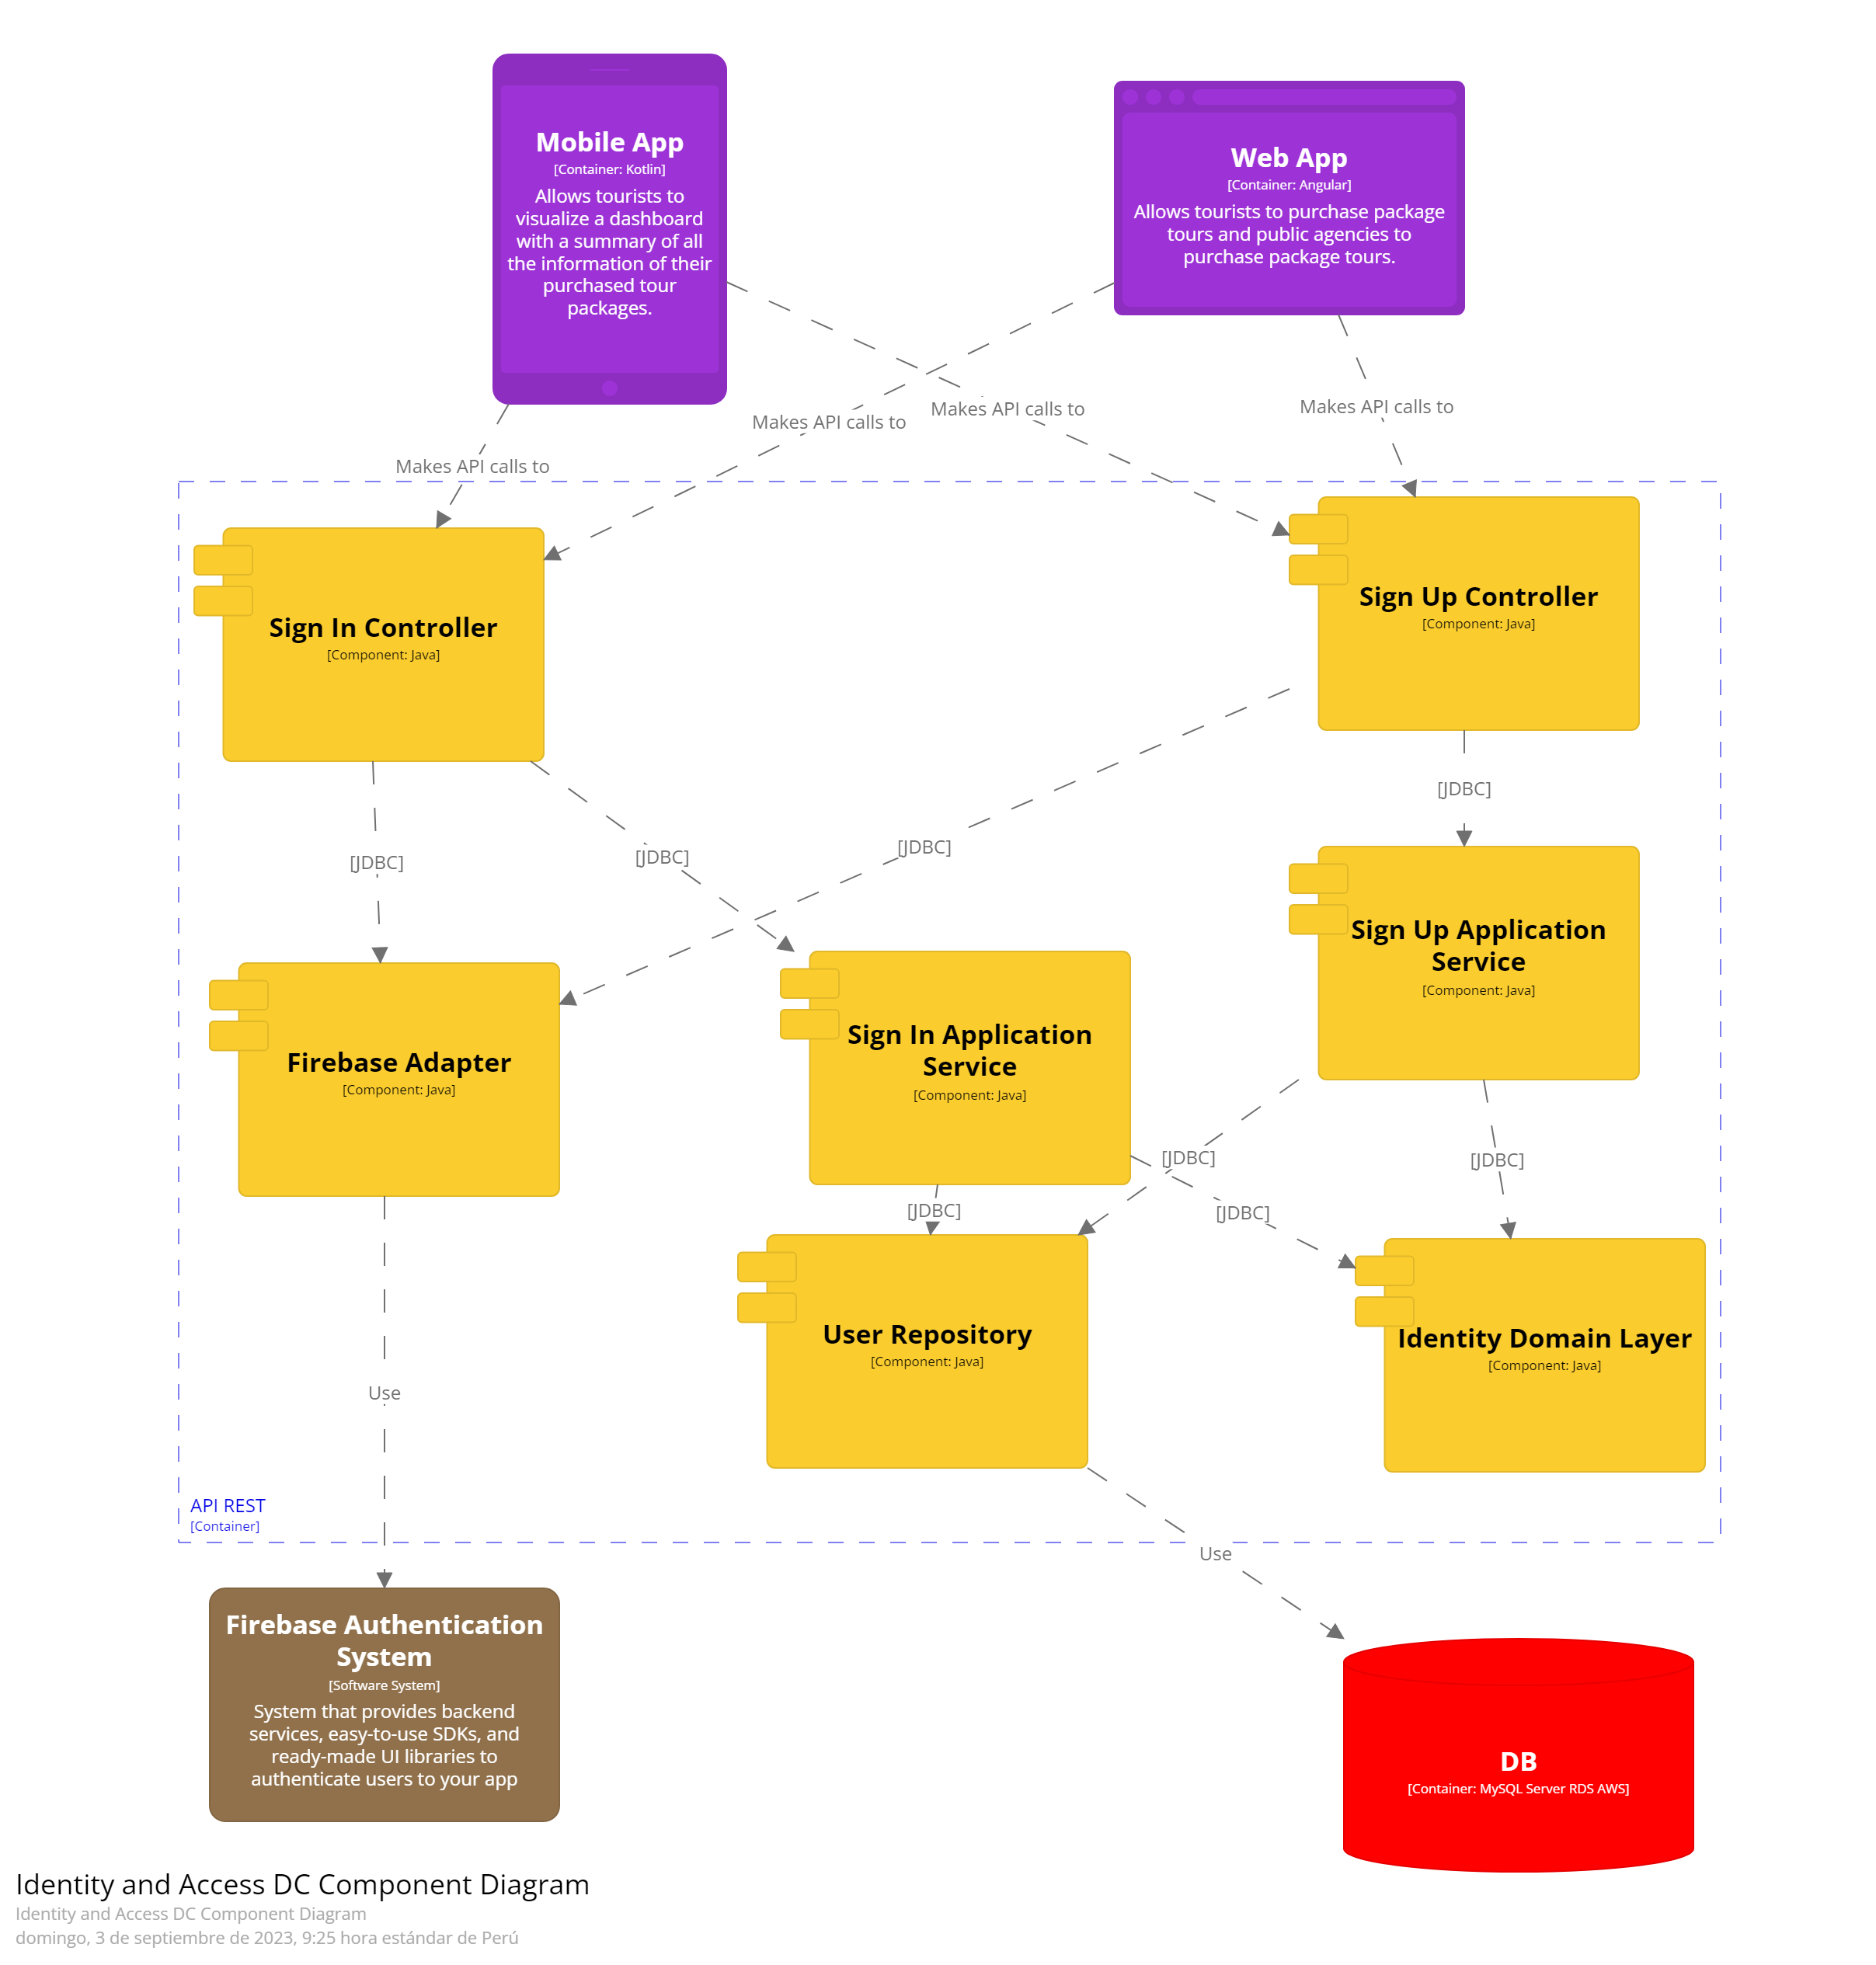 Mobile App
[Container: Kotlin]
Allows tourists to
visualize a dashboard
with a summary of all
the information of their
purchased tour
packages.
Web App
[Container: Angular]
Allows tourists to purchase package
tours and public agencies to
purchase package tours.
Makes API calls to
Makes API calls to
Makes API calls to
Makes API calls to
Sign In Controller
[Component: Java]
Sign Up Controller
[Component: Java]
[JDBC]
[JDBC]
[JDBC]
[JDBC]
Firebase Adapter
[Component: Java]
Sign In Application
Service
[Component: Java]
Sign Up Application
Service
[Component: Java]
[JDBC]
[JDBC]
[JDBC]
[JDBC]
User Repository
[Component: Java]
Identity Domain Layer
[Component: Java]
Use
API REST
[Container]
Use
Firebase Authentication
System
[Software System]
System that provides backend
services, easy-to-use SDKs, and
ready-made UI libraries to
authenticate users to your app
DB
[Container: MySQL Server RDS AWS]
Identity and Access DC Component Diagram
Identity and Access DC Component Diagram
domingo, 3 de septiembre de 2023, 9:25 hora estándar de Perú